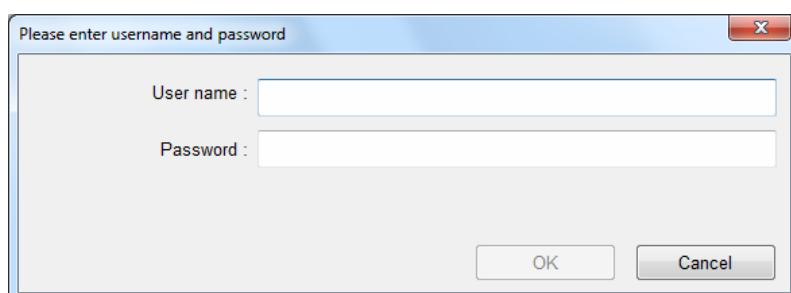 Please enter username and password
User name :
Password :
OK Cancel